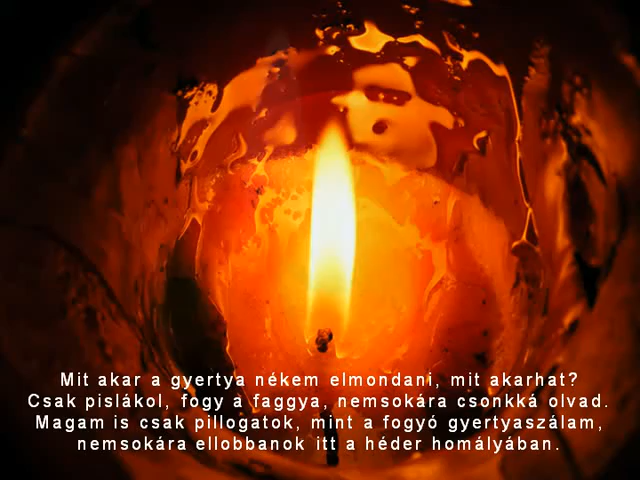 Mit akar a gyertya nékem elmondani, mit akarhat?
Csak pislákol, fogy a faggya, nemsokára csonkká olvad.
Magam is csak pillogatok, mint a fogyó gyertyaszálam,
nemsokára ellobbanok itt a héder homályában.